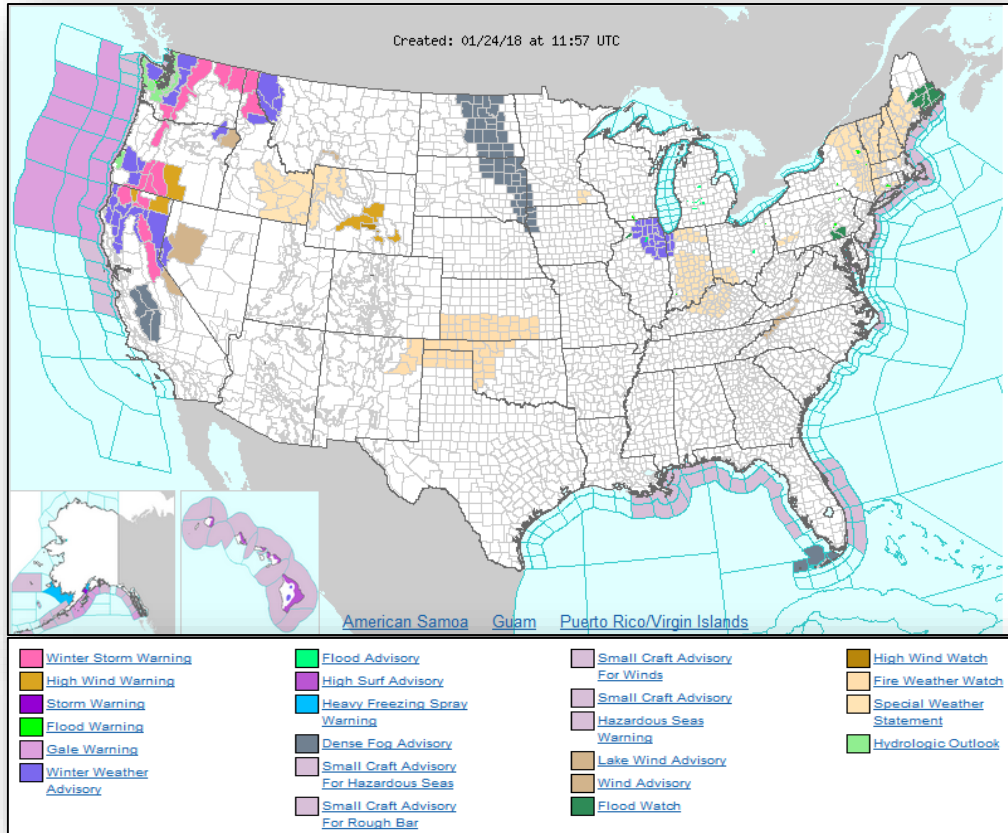 Created: 01/24/18 at 11:57 UTC
American Samoa Guam Puerto Rico/Virgin Islands
Winter Storm Warning
High Wind Warning
Storm Warning
Flood Warning
Gale Warning
Winter Weather
Advisory
Flood Advisory
High Surf Advisory
Heavy Freezing Spray
Warning
Dense Fog Advisory
Small Craft Advisory
For Hazardous Seas
Small Craft Advisory
For Rough Bar
Small Craft Advisory
For Winds
Small Craft Advisory
Hazardous Seas
Warning
Lake Wind Advisory
Wind Advisory
Flood Watch
High Wind Watch
Fire Weather Watch
Special Weather
Statement
Hydrologic Outlook